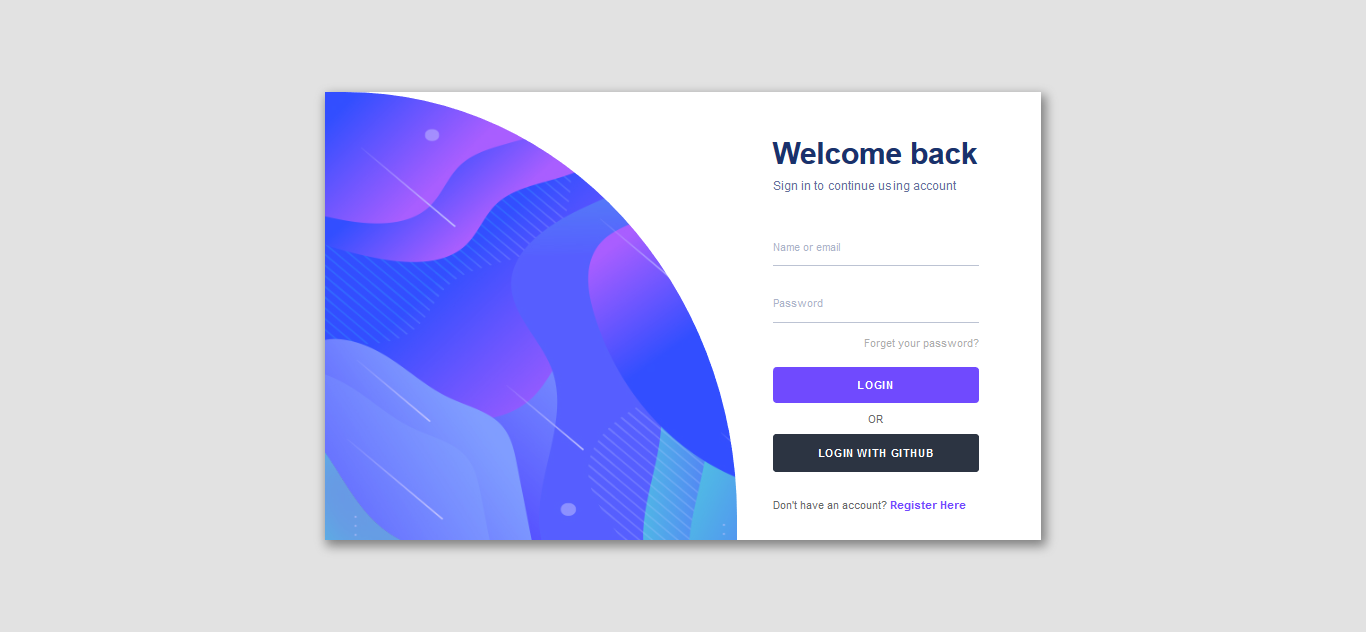 Welcome back
Sign in to continue using account
Name or email
Password
Forget your password?
LOGIN
OR
LOGIN WITH GITHUB
Don't have an account? Register Here